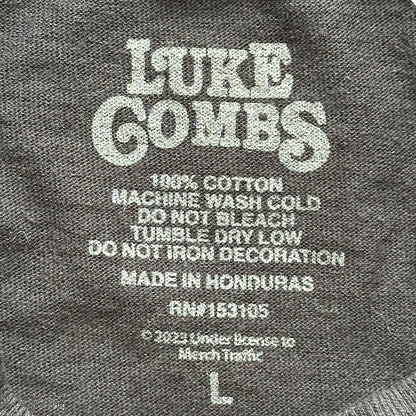 LUKE
COMBS
100% COTTON
MACHINE WASH COLD
DO NOT BLEACH
TUMBLE DRY LOW
DO NOT IRON DECORATION
MADE IN HONDURAS
RN#153105
© 2023 Under license to
Merch Traffic
L